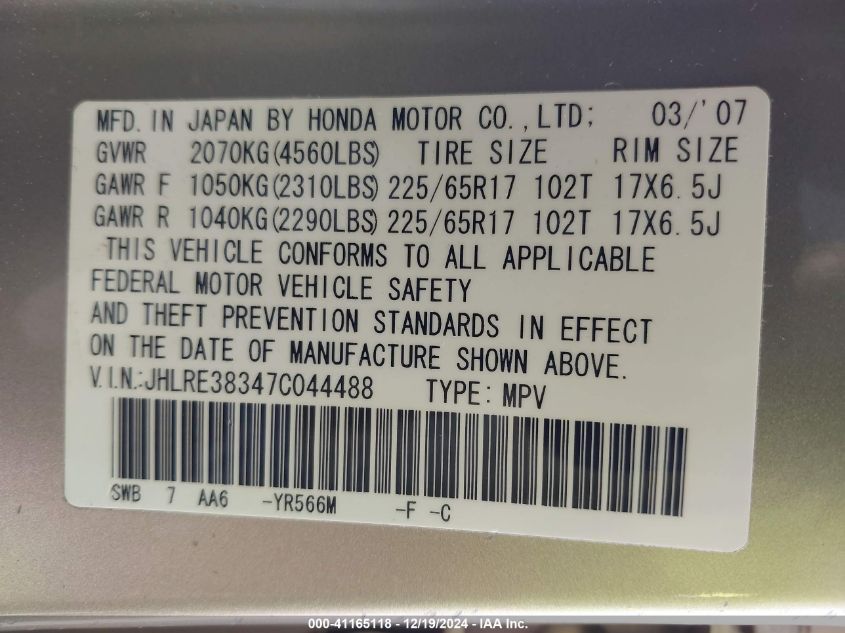 MFD. IN JAPAN BY HONDA MOTOR CO., LTD; 03/'07
GVWR 2070KG(4560LBS) TIRE SIZE RIM SIZE
GAWR F 1050KG(2310LBS) 225/65R17 102T 17X6.5J
GAWR R 1040KG(2290LBS) 225/65R17 102T 17X6.5J
THIS VEHICLE CONFORMS TO ALL APPLICABLE
FEDERAL MOTOR VEHICLE SAFETY
AND THEFT PREVENTION STANDARDS IN EFFECT
ON THE DATE OF MANUFACTURE SHOWN ABOVE.
V.I.N.:JHLRE38347C044488 TYPE: MPV
SWB 7 AA6 -YR566M -F -C
000-41165118 - 12/19/2024 - IAA Inc.